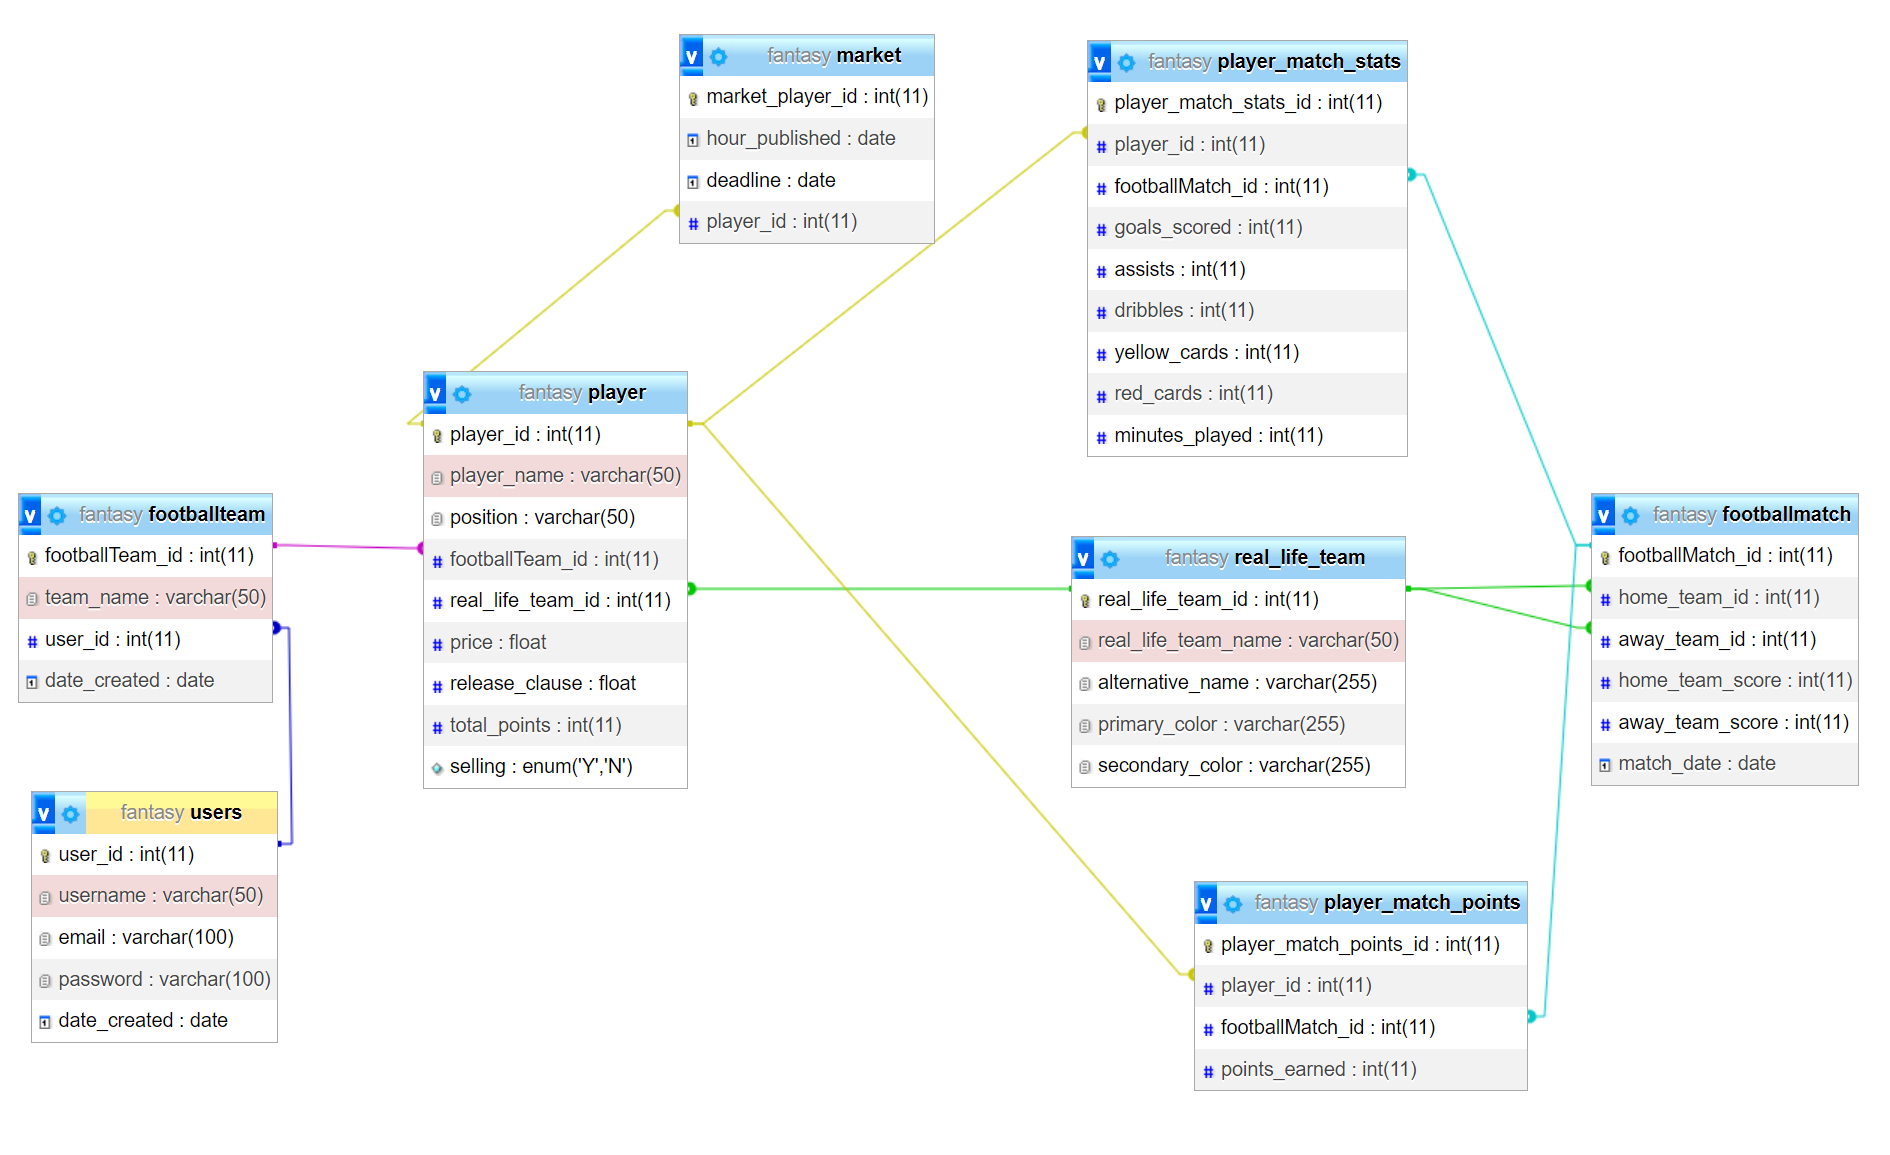 fantasy market
market_player_id : int(11)
hour_published : date
deadline : date
player_id : int(11)
fantasy player_match_stats
player_match_stats_id : int(11)
player_id : int(11)
footballMatch_id : int(11)
goals_scored : int(11)
assists : int(11)
dribbles : int(11)
yellow_cards : int(11)
red_cards : int(11)
minutes_played : int(11)
fantasy player
player_id : int(11)
player_name : varchar(50)
position : varchar(50)
footballTeam_id : int(11)
real_life_team_id : int(11)
price : float
release_clause : float
total_points : int(11)
selling : enum('Y','N')
fantasy footballteam
footballTeam_id : int(11)
team_name : varchar(50)
user_id : int(11)
date_created : date
fantasy real_life_team
real_life_team_id : int(11)
real_life_team_name : varchar(50)
alternative_name : varchar(255)
primary_color : varchar(255)
secondary_color : varchar(255)
fantasy footballmatch
footballMatch_id : int(11)
home_team_id : int(11)
away_team_id : int(11)
home_team_score : int(11)
away_team_score : int(11)
match_date : date
fantasy users
user_id : int(11)
username : varchar(50)
email : varchar(100)
password : varchar(100)
date_created : date
fantasy player_match_points
player_match_points_id : int(11)
player_id : int(11)
footballMatch_id : int(11)
points_earned : int(11)